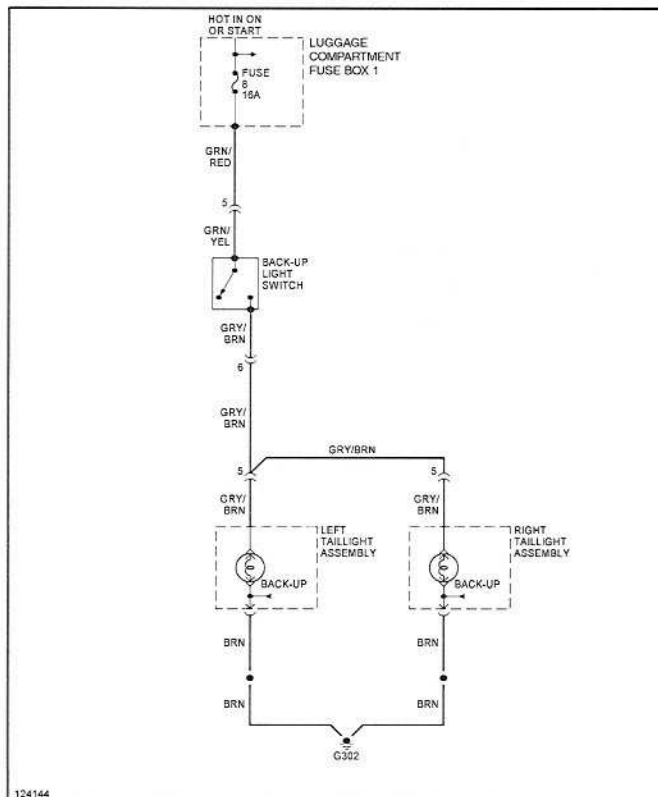 HOT IN ON
OR START
LUGGAGE
COMPARTMENT
FUSE BOX 1
FUSE
8
16A
GRN/
RED
5
GRN/
YEL
BACK-UP
LIGHT
SWITCH
GRY/
BRN
6
GRY/
BRN
GRY/BRN
5
5
GRY/
BRN
GRY/
BRN
LEFT
TAILLIGHT
ASSEMBLY
RIGHT
TAILLIGHT
ASSEMBLY
BACK-UP
BACK-UP
BRN
BRN
BRN
BRN
G302
124144